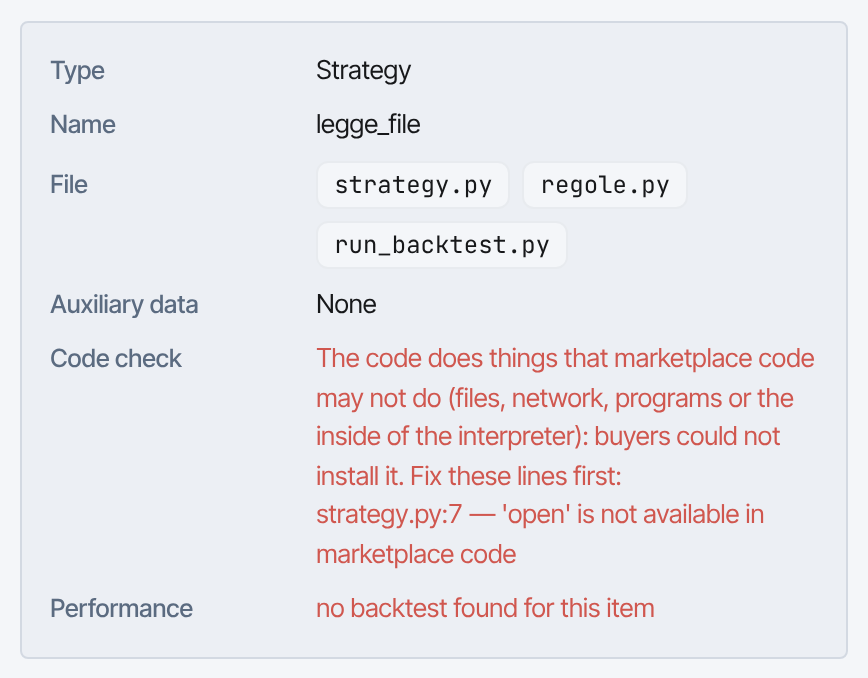 Type Strategy
Name legge_file
File strategy.py regole.py
run_backtest.py
Auxiliary data None
Code check The code does things that marketplace code
may not do (files, network, programs or the
inside of the interpreter): buyers could not
install it. Fix these lines first:
strategy.py:7 — 'open' is not available in
marketplace code
Performance no backtest found for this item